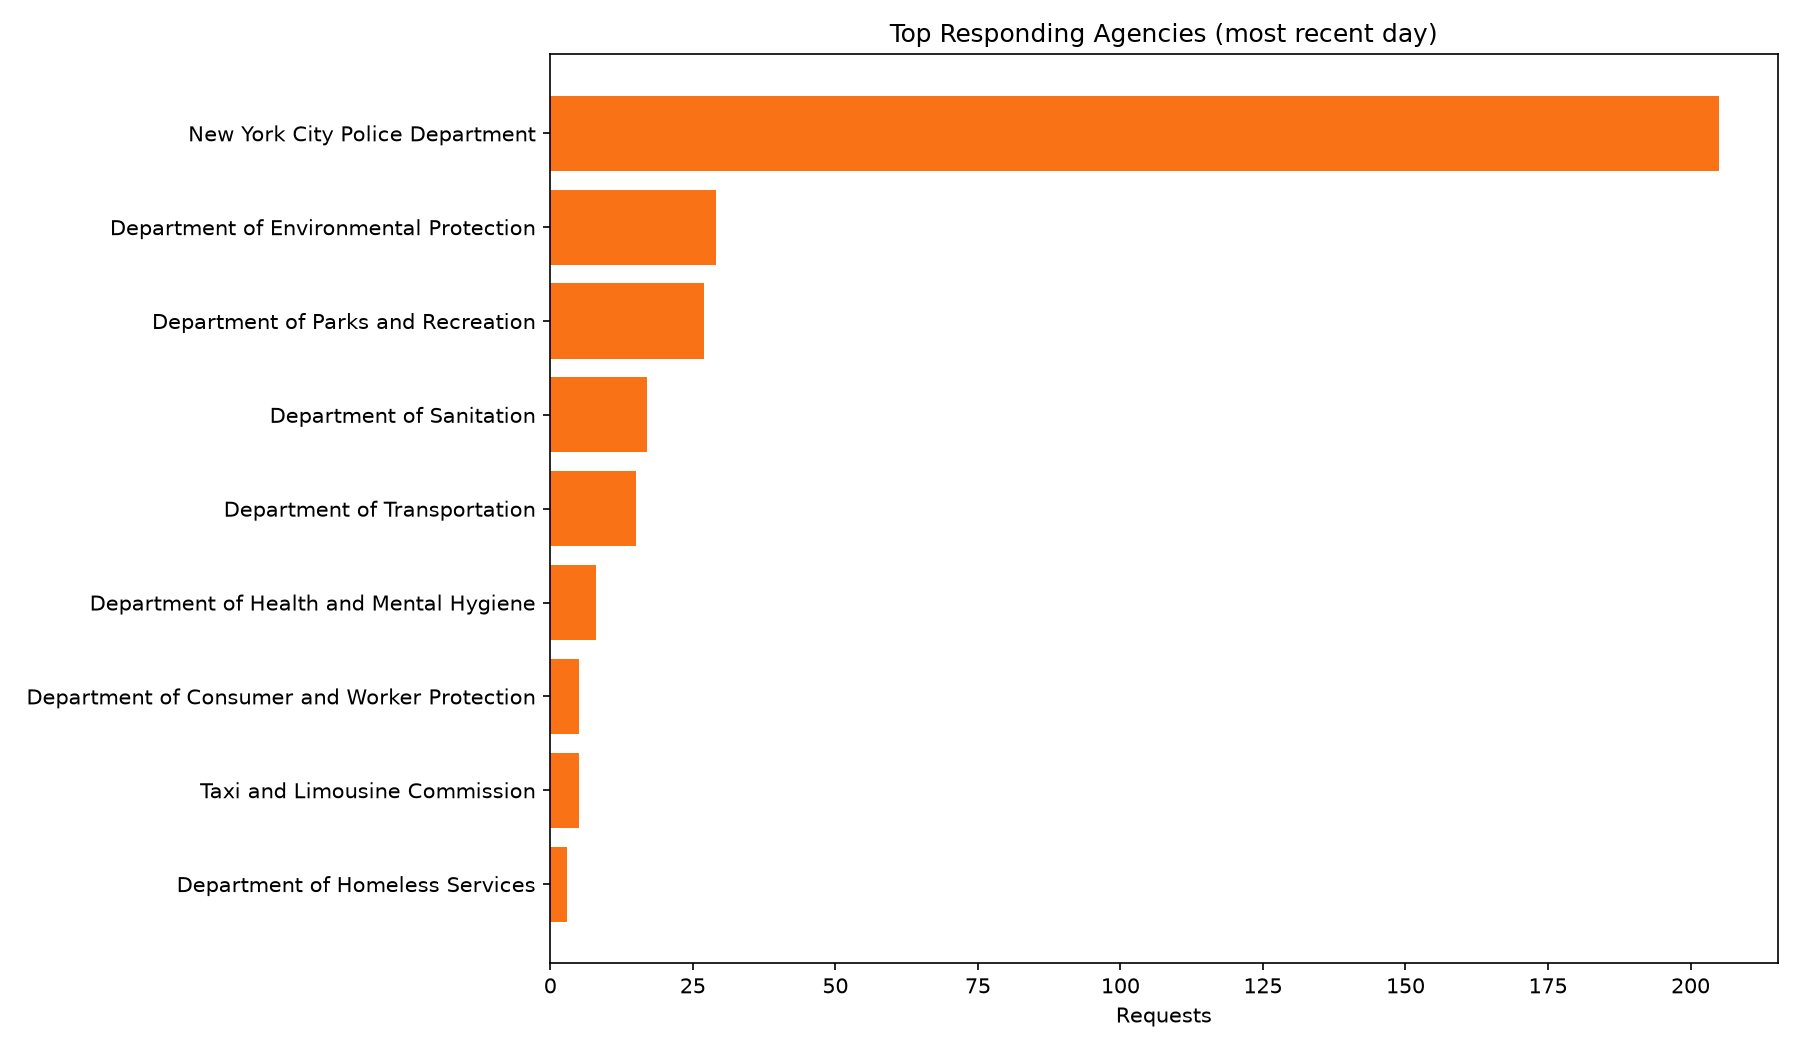 Top Responding Agencies (most recent day)
New York City Police Department
Department of Environmental Protection
Department of Parks and Recreation
Department of Sanitation
Department of Transportation
Department of Health and Mental Hygiene
Department of Consumer and Worker Protection
Taxi and Limousine Commission
Department of Homeless Services
0 25 50 75 100 125 150 175 200
Requests